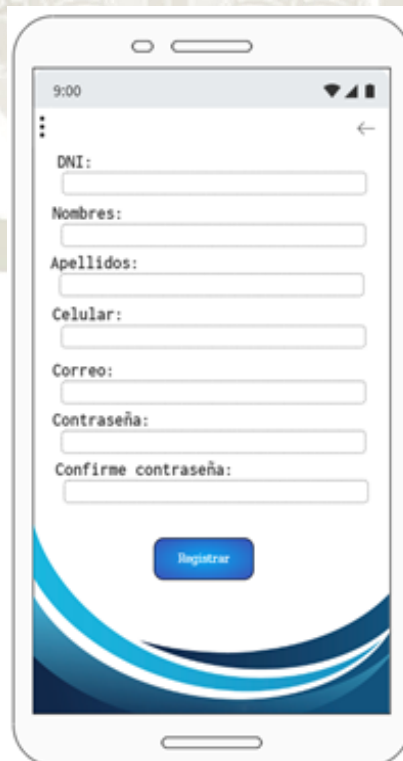 9:00
DNI:
Nombres:
Apellidos:
Celular:
Correo:
Contraseña:
Confirme contraseña:
Registrar